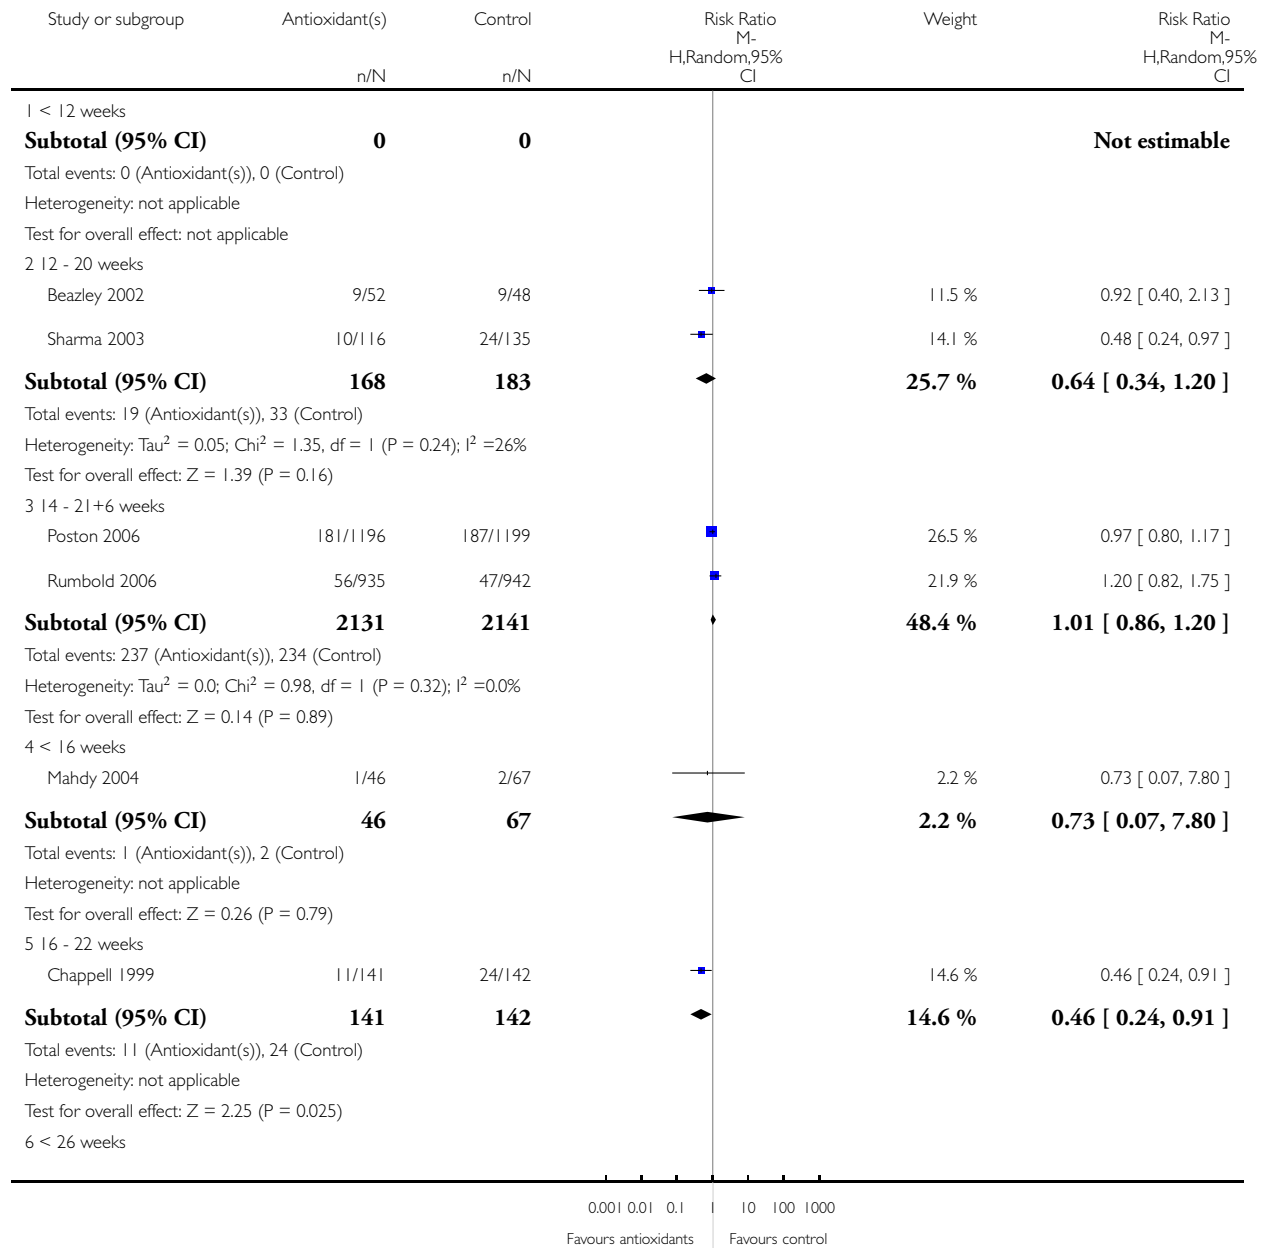 Study or subgroup Antioxidant(s) Control Risk Ratio Weight Risk Ratio
M-H,Random,95% CI M-H,Random,95% CI
n/N n/N
1 < 12 weeks
Subtotal (95% CI) 0 0 Not estimable
Total events: 0 (Antioxidant(s)), 0 (Control)
Heterogeneity: not applicable
Test for overall effect: not applicable
2 12 - 20 weeks
Beazley 2002 9/52 9/48 11.5 % 0.92 [ 0.40, 2.13 ]
Sharma 2003 10/116 24/135 14.1 % 0.48 [ 0.24, 0.97 ]
Subtotal (95% CI) 168 183 25.7 % 0.64 [ 0.34, 1.20 ]
Total events: 19 (Antioxidant(s)), 33 (Control)
Heterogeneity: Tau² = 0.05; Chi² = 1.35, df = 1 (P = 0.24); I² =26%
Test for overall effect: Z = 1.39 (P = 0.16)
3 14 - 21+6 weeks
Poston 2006 181/1196 187/1199 26.5 % 0.97 [ 0.80, 1.17 ]
Rumbold 2006 56/935 47/942 21.9 % 1.20 [ 0.82, 1.75 ]
Subtotal (95% CI) 2131 2141 48.4 % 1.01 [ 0.86, 1.20 ]
Total events: 237 (Antioxidant(s)), 234 (Control)
Heterogeneity: Tau² = 0.0; Chi² = 0.98, df = 1 (P = 0.32); I² =0.0%
Test for overall effect: Z = 0.14 (P = 0.89)
4 < 16 weeks
Mahdy 2004 1/46 2/67 2.2 % 0.73 [ 0.07, 7.80 ]
Subtotal (95% CI) 46 67 2.2 % 0.73 [ 0.07, 7.80 ]
Total events: 1 (Antioxidant(s)), 2 (Control)
Heterogeneity: not applicable
Test for overall effect: Z = 0.26 (P = 0.79)
5 16 - 22 weeks
Chappell 1999 11/141 24/142 14.6 % 0.46 [ 0.24, 0.91 ]
Subtotal (95% CI) 141 142 14.6 % 0.46 [ 0.24, 0.91 ]
Total events: 11 (Antioxidant(s)), 24 (Control)
Heterogeneity: not applicable
Test for overall effect: Z = 2.25 (P = 0.025)
6 < 26 weeks
0.001 0.01 0.1 1 10 100 1000
Favours antioxidants Favours control